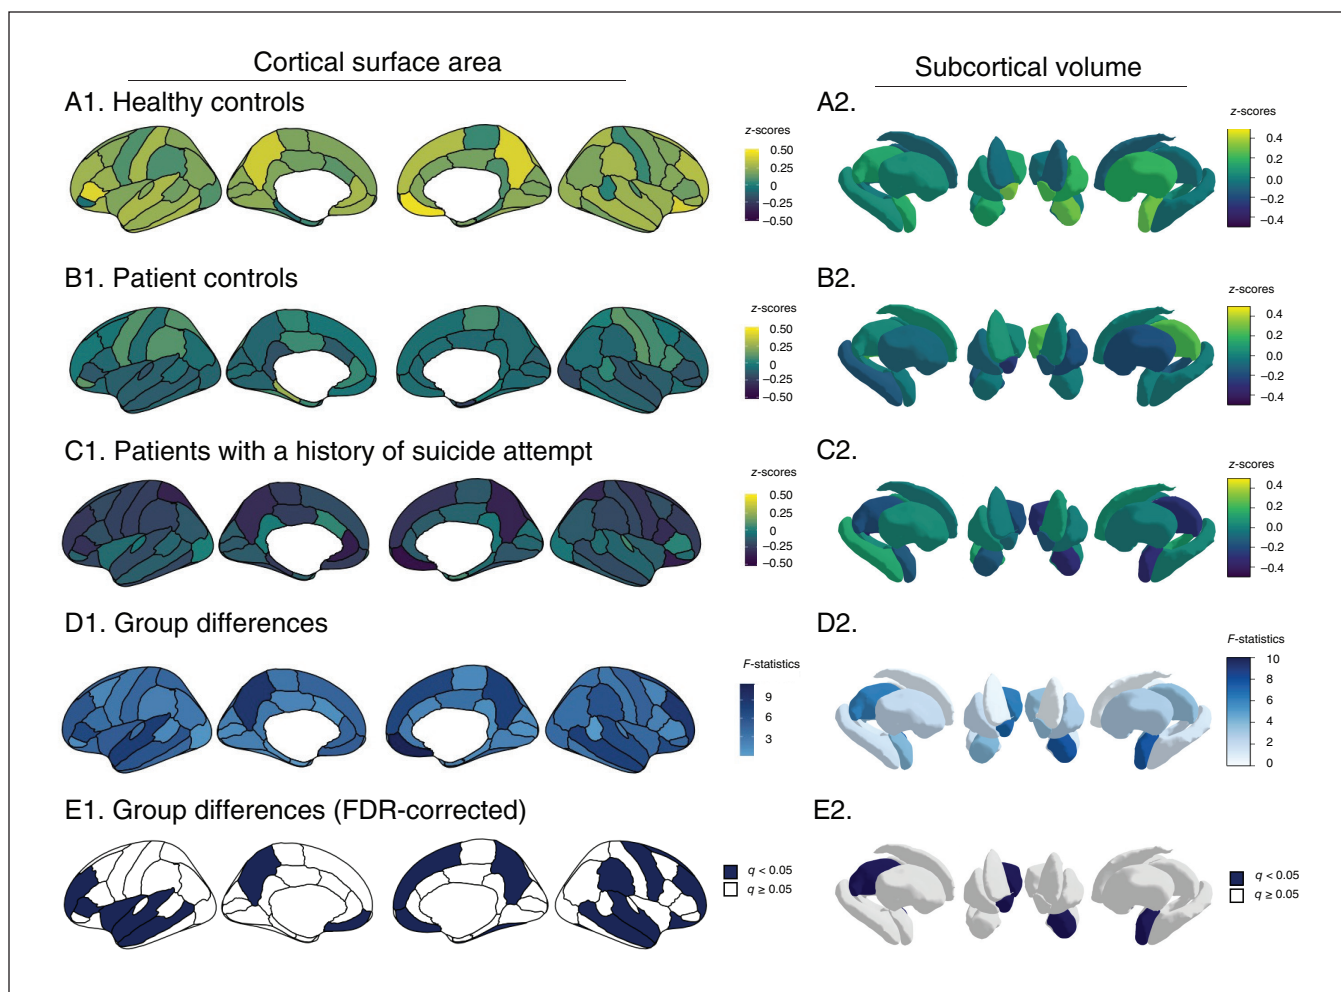 Cortical surface area
Subcortical volume
A1. Healthy controls
A2.
z-scores
0.50
0.25
0
−0.25
−0.50
z-scores
0.4
0.2
0.0
−0.2
−0.4
B1. Patient controls
B2.
z-scores
0.50
0.25
0
−0.25
−0.50
z-scores
0.4
0.2
0.0
−0.2
−0.4
C1. Patients with a history of suicide attempt
C2.
z-scores
0.50
0.25
0
−0.25
−0.50
z-scores
0.4
0.2
0.0
−0.2
−0.4
D1. Group differences
D2.
F-statistics
9
6
3
F-statistics
10
8
6
4
2
0
E1. Group differences (FDR-corrected)
E2.
q < 0.05
q ≥ 0.05
q < 0.05
q ≥ 0.05